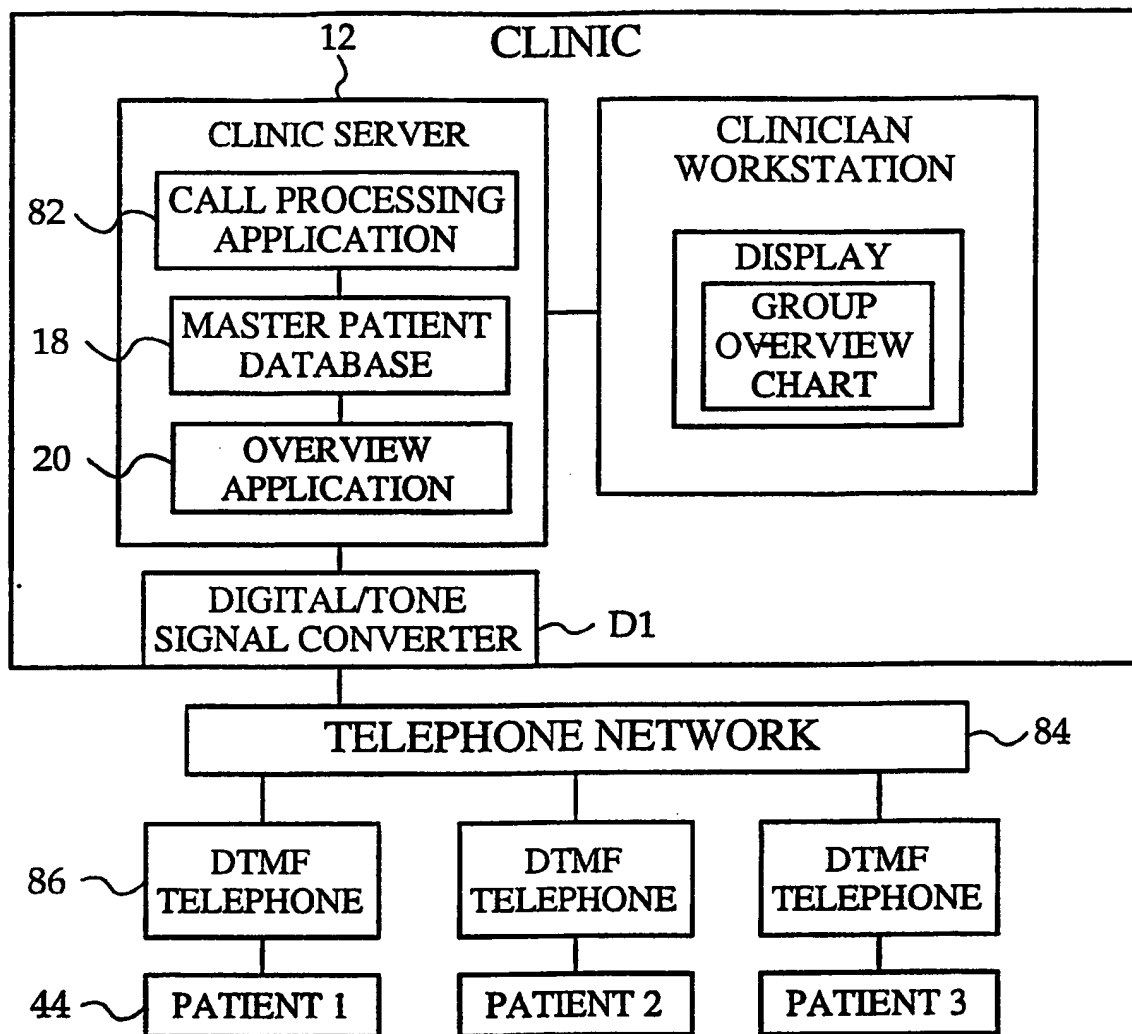 CLINIC
12
CLINIC SERVER
82
CALL PROCESSING
APPLICATION
18
MASTER PATIENT
DATABASE
20
OVERVIEW
APPLICATION
CLINICIAN
WORKSTATION
DISPLAY
GROUP
OVERVIEW
CHART
DIGITAL/TONE
SIGNAL CONVERTER
D1
TELEPHONE NETWORK
84
86
DTMF
TELEPHONE
DTMF
TELEPHONE
DTMF
TELEPHONE
44
PATIENT 1
PATIENT 2
PATIENT 3